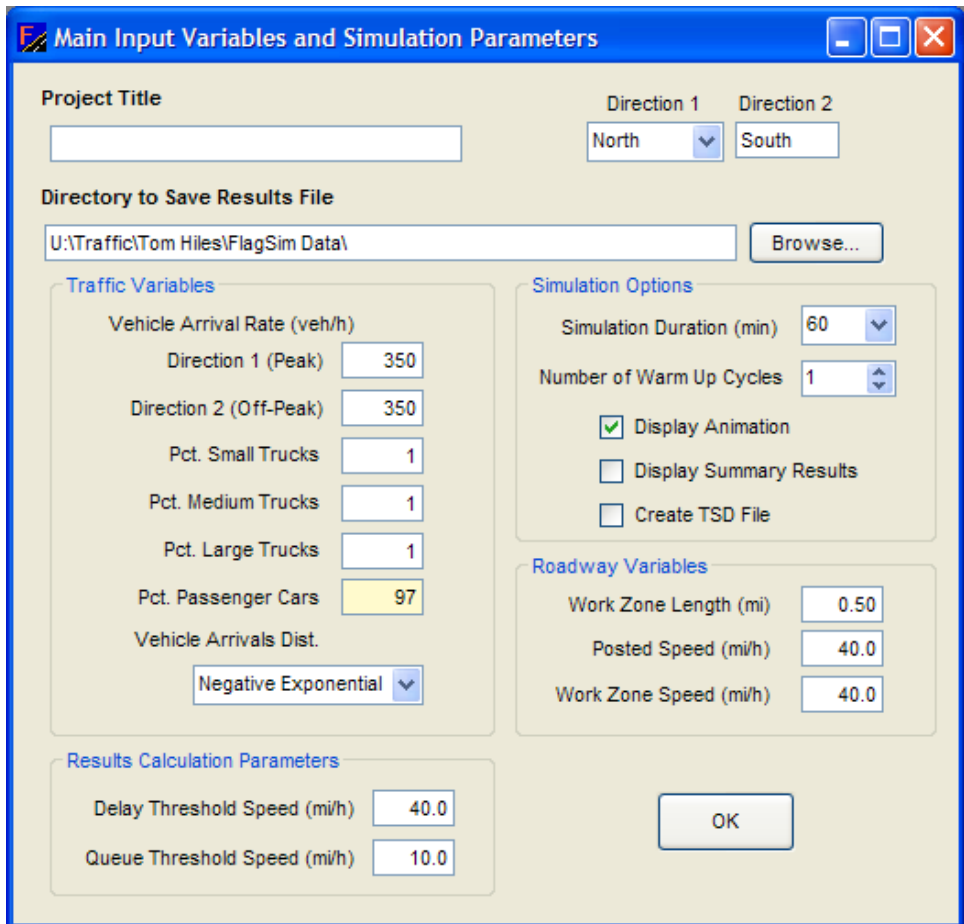 Main Input Variables and Simulation Parameters
Project Title
Direction 1 Direction 2
North South
Directory to Save Results File
U:\Traffic\Tom Hiles\FlagSim Data\ Browse...
Traffic Variables
Vehicle Arrival Rate (veh/h)
Direction 1 (Peak) 350
Direction 2 (Off-Peak) 350
Pct. Small Trucks 1
Pct. Medium Trucks 1
Pct. Large Trucks 1
Pct. Passenger Cars 97
Vehicle Arrivals Dist.
Negative Exponential
Simulation Options
Simulation Duration (min) 60
Number of Warm Up Cycles 1
Display Animation
Display Summary Results
Create TSD File
Roadway Variables
Work Zone Length (mi) 0.50
Posted Speed (mi/h) 40.0
Work Zone Speed (mi/h) 40.0
Results Calculation Parameters
Delay Threshold Speed (mi/h) 40.0
Queue Threshold Speed (mi/h) 10.0
OK